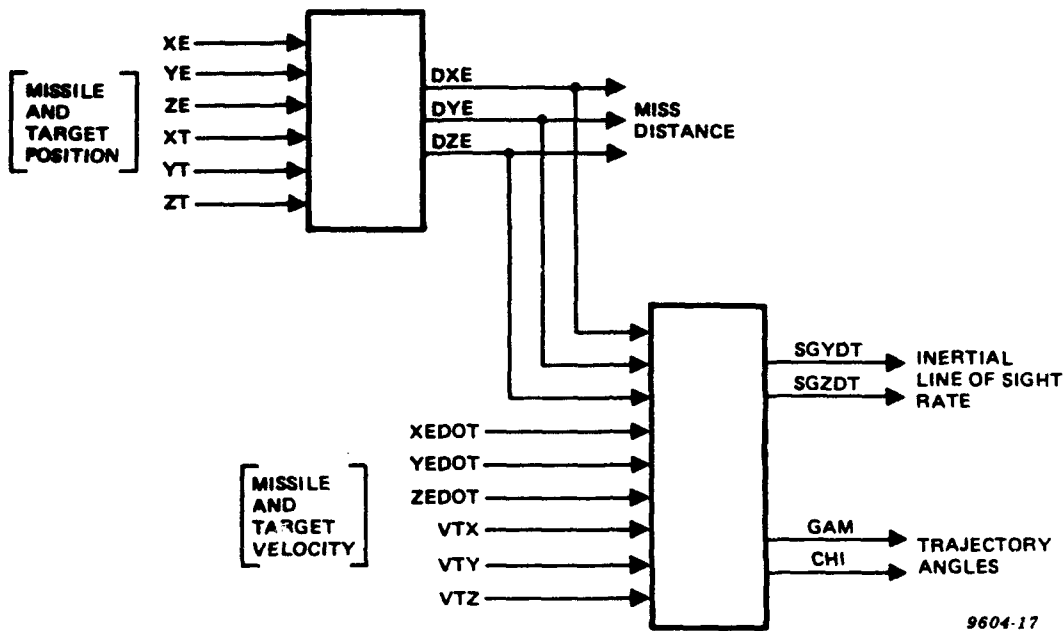 XE
YE
ZE
XT
YT
ZT
MISSILE
AND
TARGET
POSITION
DXE
DYE
DZE
MISS
DISTANCE
XEDOT
YEDOT
ZEDOT
VTX
VTY
VTZ
MISSILE
AND
TARGET
VELOCITY
SGYDT
SGZDT
INERTIAL
LINE OF SIGHT
RATE
GAM
CHI
TRAJECTORY
ANGLES
9604-17